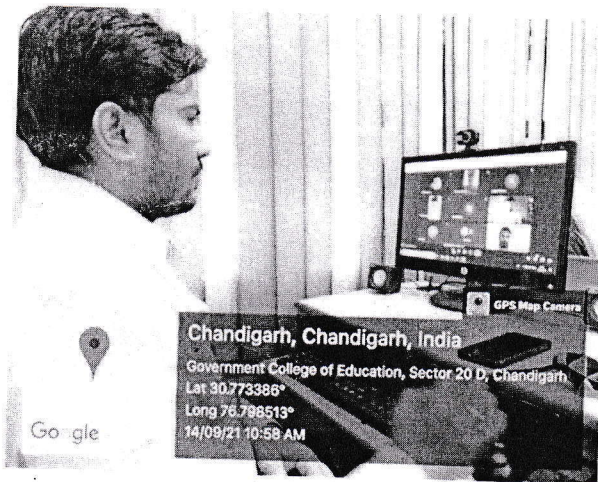 GPS Map Camera
Chandigarh, Chandigarh, India
Government College of Education, Sector 20 D, Chandigarh
Lat 30.773386°
Long 76.798513°
14/09/21 10:58 AM
Google